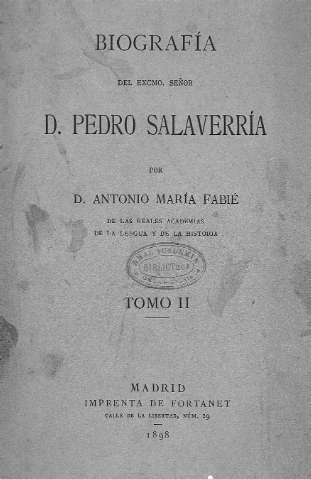 BIOGRAFÍA
DEL EXCMO. SEÑOR
D. PEDRO SALAVERRÍA
POR
D. ANTONIO MARÍA FABIÉ
DE LAS REALES ACADEMIAS
DE LA LENGUA Y DE LA HISTORIA
BIBLIOTECA
TOMO II
MADRID
IMPRENTA DE FORTANET
CALLE DE LA LIBERTAD, NÚM. 29
1898